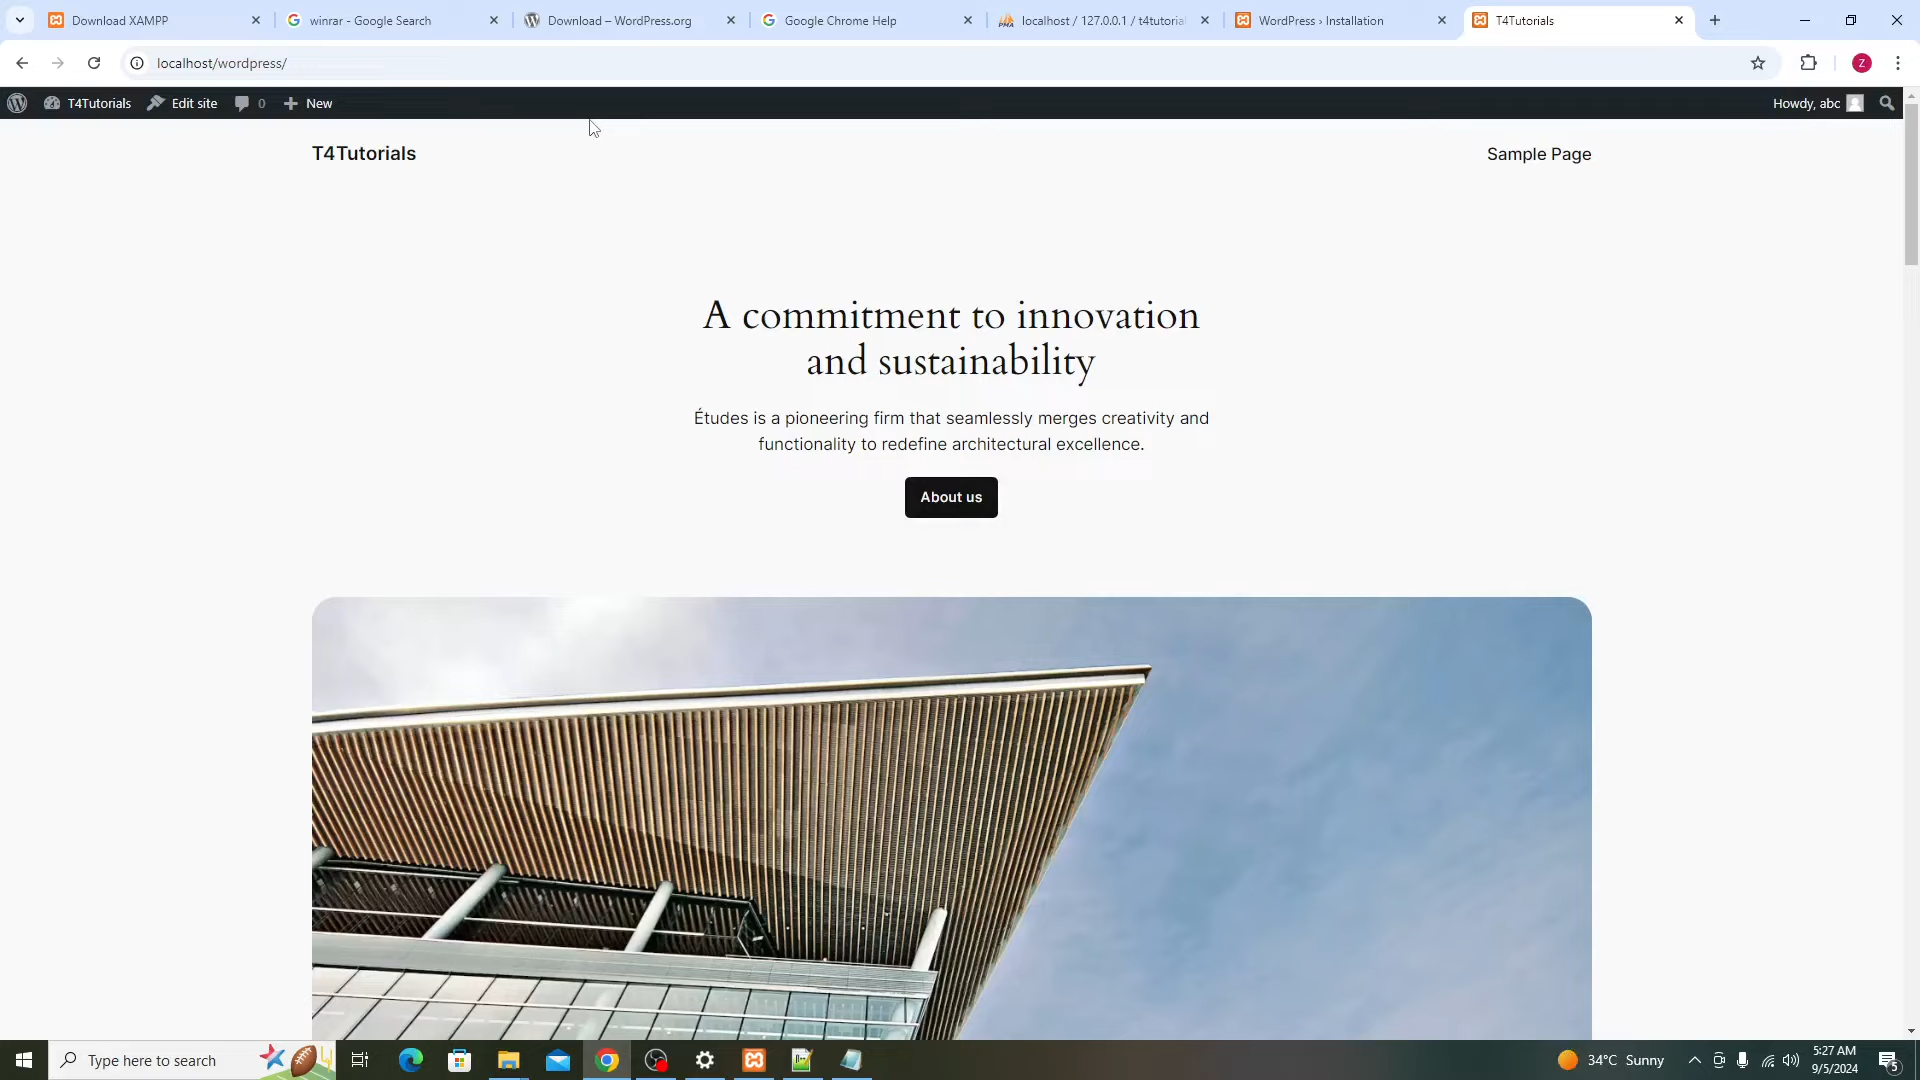 Download XAMPP
winrar - Google Search
Download – WordPress.org
Google Chrome Help
localhost / 127.0.0.1 / t4tutorial
WordPress › Installation
T4Tutorials
localhost/wordpress/
Z
T4Tutorials
Edit site
0
New
Howdy, abc
T4Tutorials
Sample Page
A commitment to innovation
and sustainability
Études is a pioneering firm that seamlessly merges creativity and
functionality to redefine architectural excellence.
About us
Type here to search
34°C Sunny
5:27 AM
9/5/2024
5